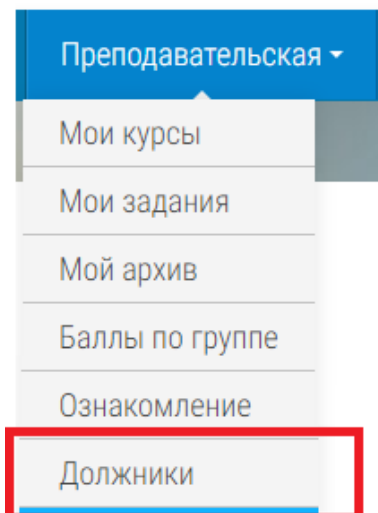 Преподавательская
Мои курсы
Мои задания
Мой архив
Баллы по группе
Ознакомление
Должники